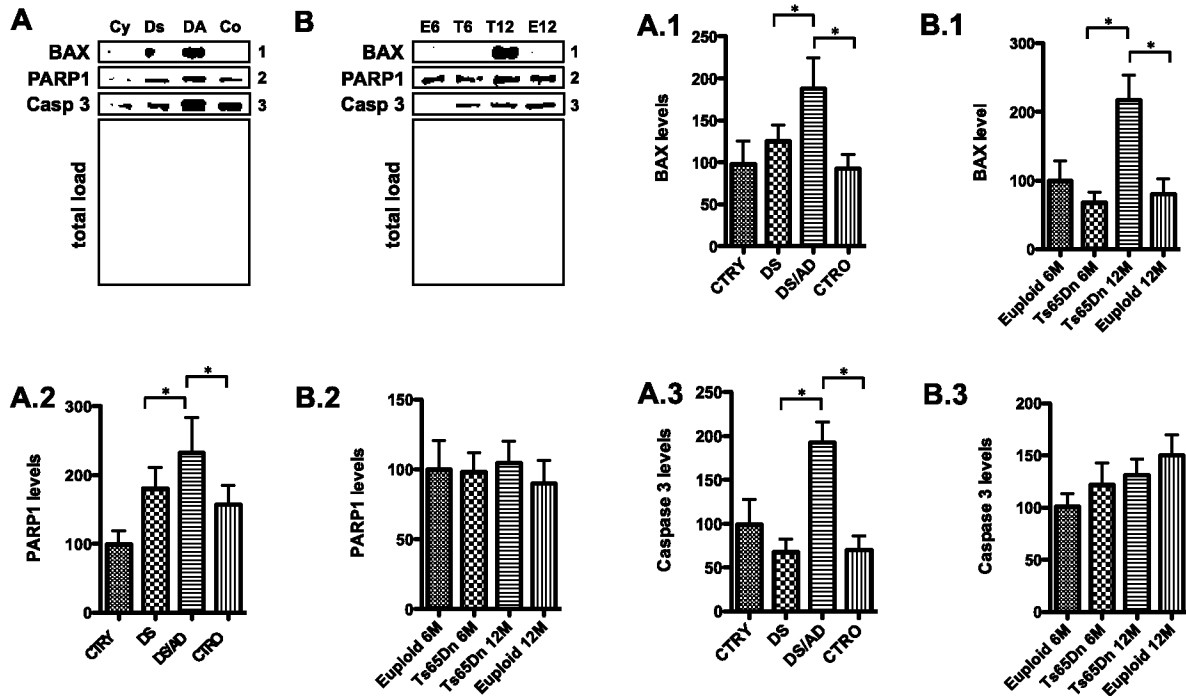 A
Cy Ds DA Co
BAX 1
PARP1 2
Casp 3 3
total load
B
E6 T6 T12 E12
BAX 1
PARP1 2
Casp 3 3
total load
A.1
BAX levels
250
200
150
100
50
0
* *
CTRY DS DS/AD CTRO
B.1
BAX level
300
200
100
0
* *
Euploid 6M Ts65Dn 6M Ts65Dn 12M Euploid 12M
A.2
PARP1 levels
300
200
100
0
* *
CTRY DS DS/AD CTRO
B.2
PARP1 levels
150
100
50
0
Euploid 6M Ts65Dn 6M Ts65Dn 12M Euploid 12M
A.3
Caspase 3 levels
250
200
150
100
50
0
* *
CTRY DS DS/AD CTRO
B.3
Caspase 3 levels
200
150
100
50
0
Euploid 6M Ts65Dn 6M Ts65Dn 12M Euploid 12M